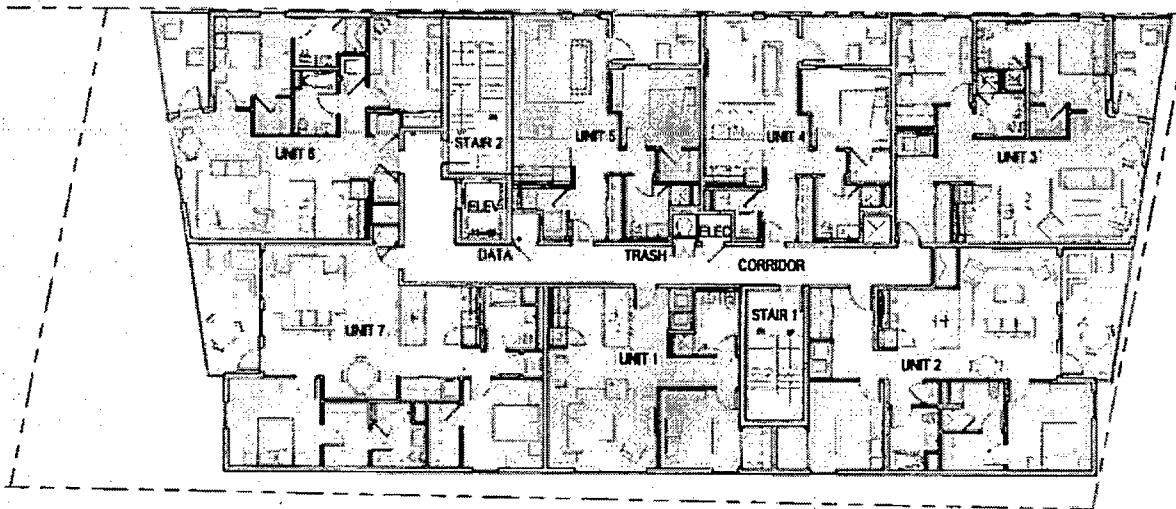 STAIR 2
UNIT 5
UNIT 4
UNIT 6
UNIT 3
ELEV
ELEC
DATA
TRASH
CORRIDOR
STAIR 1
UNIT 7
UNIT 1
UNIT 2